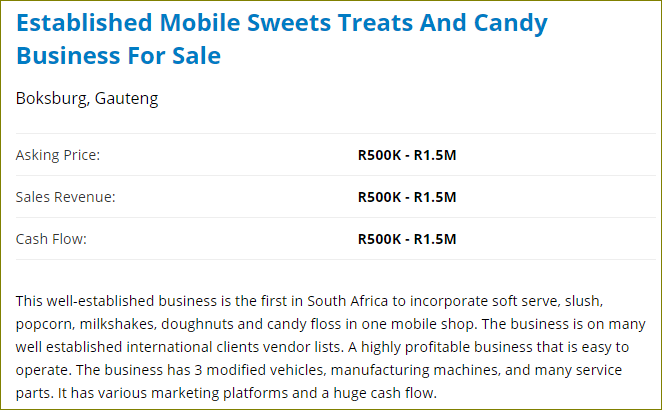 Established Mobile Sweets Treats And Candy
Business For Sale
Boksburg, Gauteng
Asking Price: R500K - R1.5M
Sales Revenue: R500K - R1.5M
Cash Flow: R500K - R1.5M
This well-established business is the first in South Africa to incorporate soft serve, slush,
popcorn, milkshakes, doughnuts and candy floss in one mobile shop. The business is on many
well established international clients vendor lists. A highly profitable business that is easy to
operate. The business has 3 modified vehicles, manufacturing machines, and many service
parts. It has various marketing platforms and a huge cash flow.